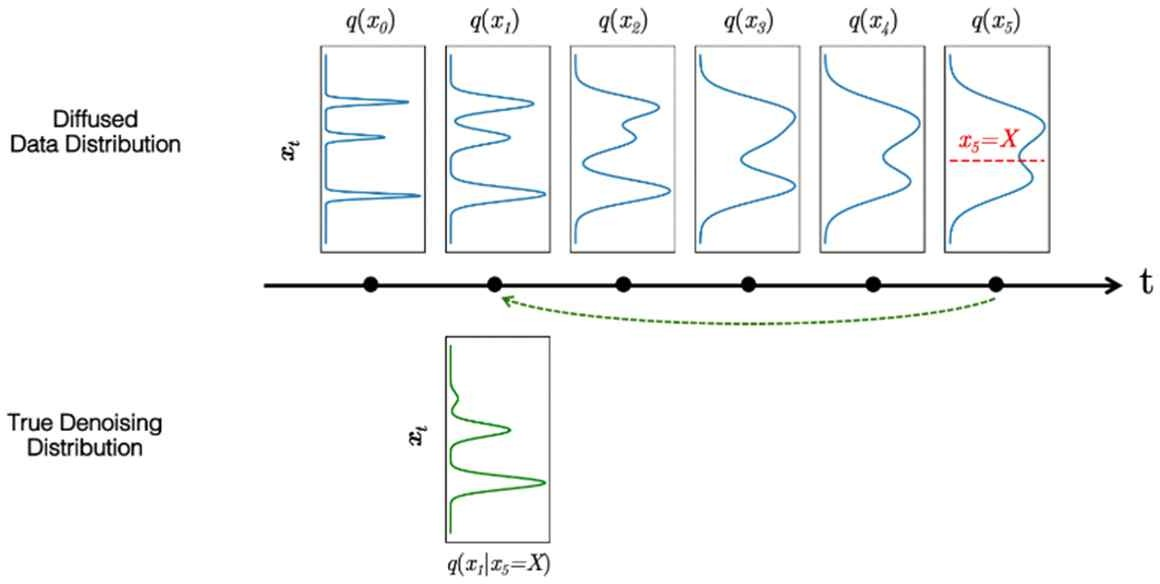 q(x₀) q(x₁) q(x₂) q(x₃) q(x₄) q(x₅)
Diffused
Data Distribution
xₜ
x₅=X
t
True Denoising
Distribution
xₜ
q(x₁|x₅=X)